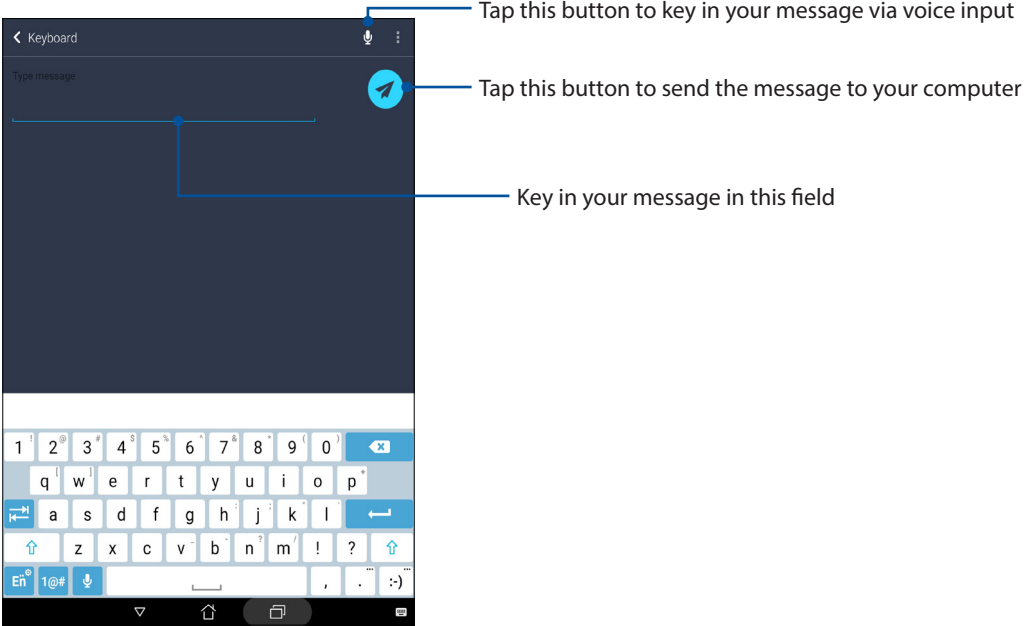 Tap this button to key in your message via voice input
Keyboard
Type message
Tap this button to send the message to your computer
Key in your message in this field
1 ! 2 @ 3 # 4 $ 5 % 6 ^ 7 & 8 * 9 ( 0 )
q [ w ] e r t y u i o p +
a s d f g h : j ; k " l '
z x c v - b - n ? m / ! ?
En 1@# , . ... :-) ...